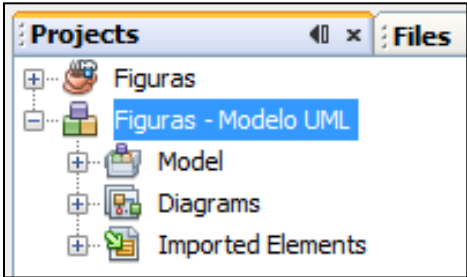 Projects Files
Figuras
Figuras - Modelo UML
Model
Diagrams
Imported Elements